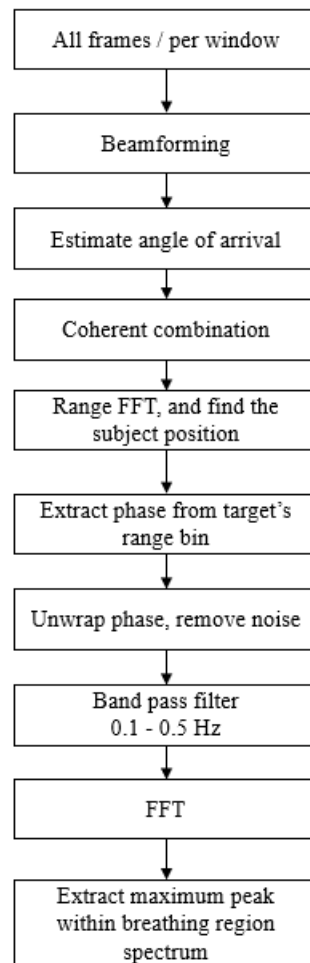 All frames / per window
Beamforming
Estimate angle of arrival
Coherent combination
Range FFT, and find the
subject position
Extract phase from target's
range bin
Unwrap phase, remove noise
Band pass filter
0.1 - 0.5 Hz
FFT
Extract maximum peak
within breathing region
spectrum